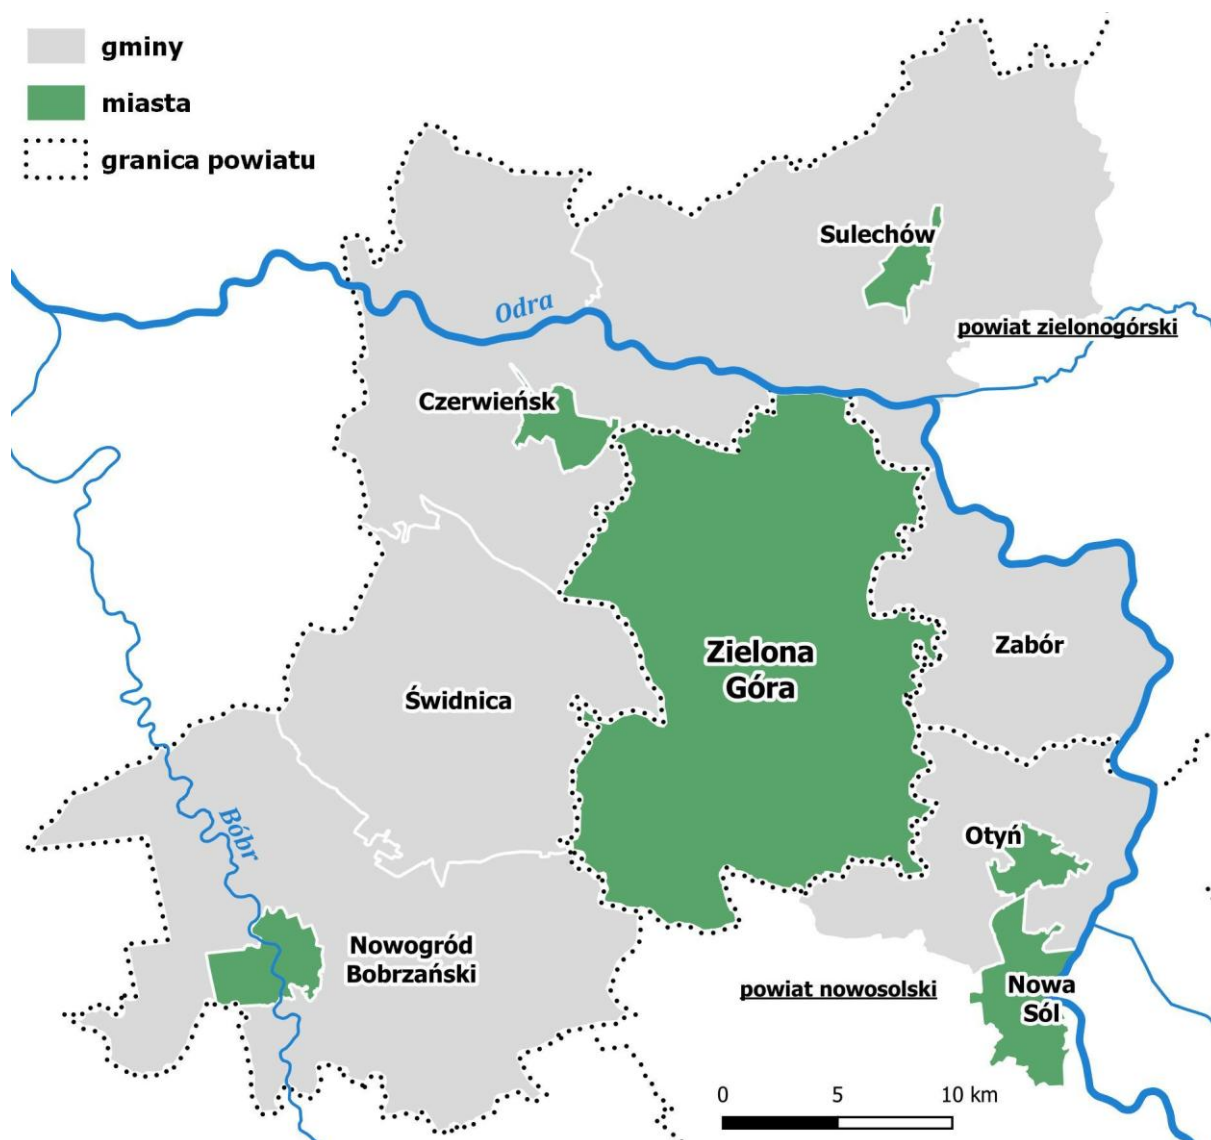 gminy
miasta
granica powiatu
Sulechów
Odra
powiat zielonogórski
Czerwieńsk
Zielona
Góra
Zabór
Świdnica
Bóbr
Otyń
Nowogród
Bobrzański
powiat nowosolski
Nowa
Sól
0 5 10 km